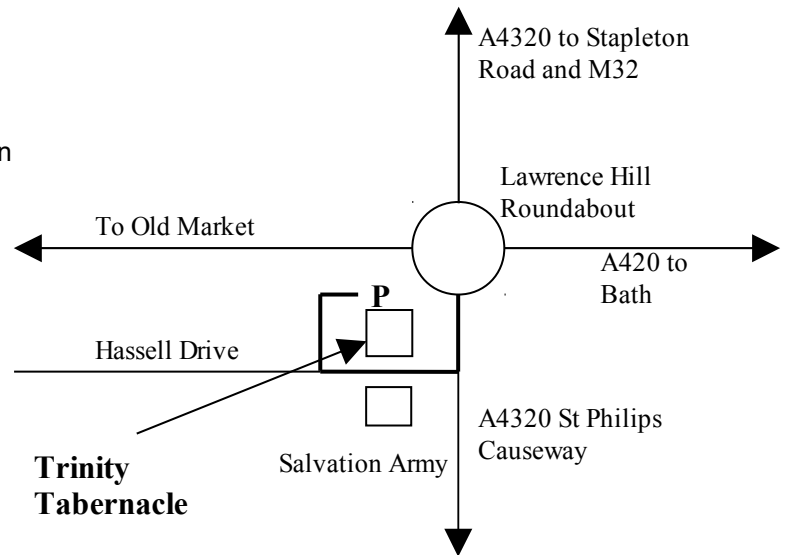 A4320 to Stapleton
Road and M32
n
Lawrence Hill
Roundabout
To Old Market
A420 to
Bath
P
Hassell Drive
A4320 St Philips
Causeway
Salvation Army
Trinity
Tabernacle